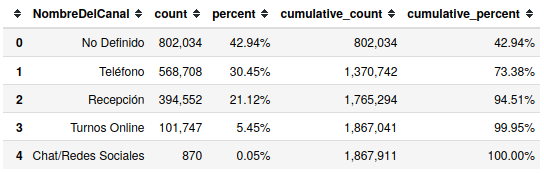 NombreDelCanal count percent cumulative_count cumulative_percent
0 No Definido 802,034 42.94% 802,034 42.94%
1 Teléfono 568,708 30.45% 1,370,742 73.38%
2 Recepción 394,552 21.12% 1,765,294 94.51%
3 Turnos Online 101,747 5.45% 1,867,041 99.95%
4 Chat/Redes Sociales 870 0.05% 1,867,911 100.00%